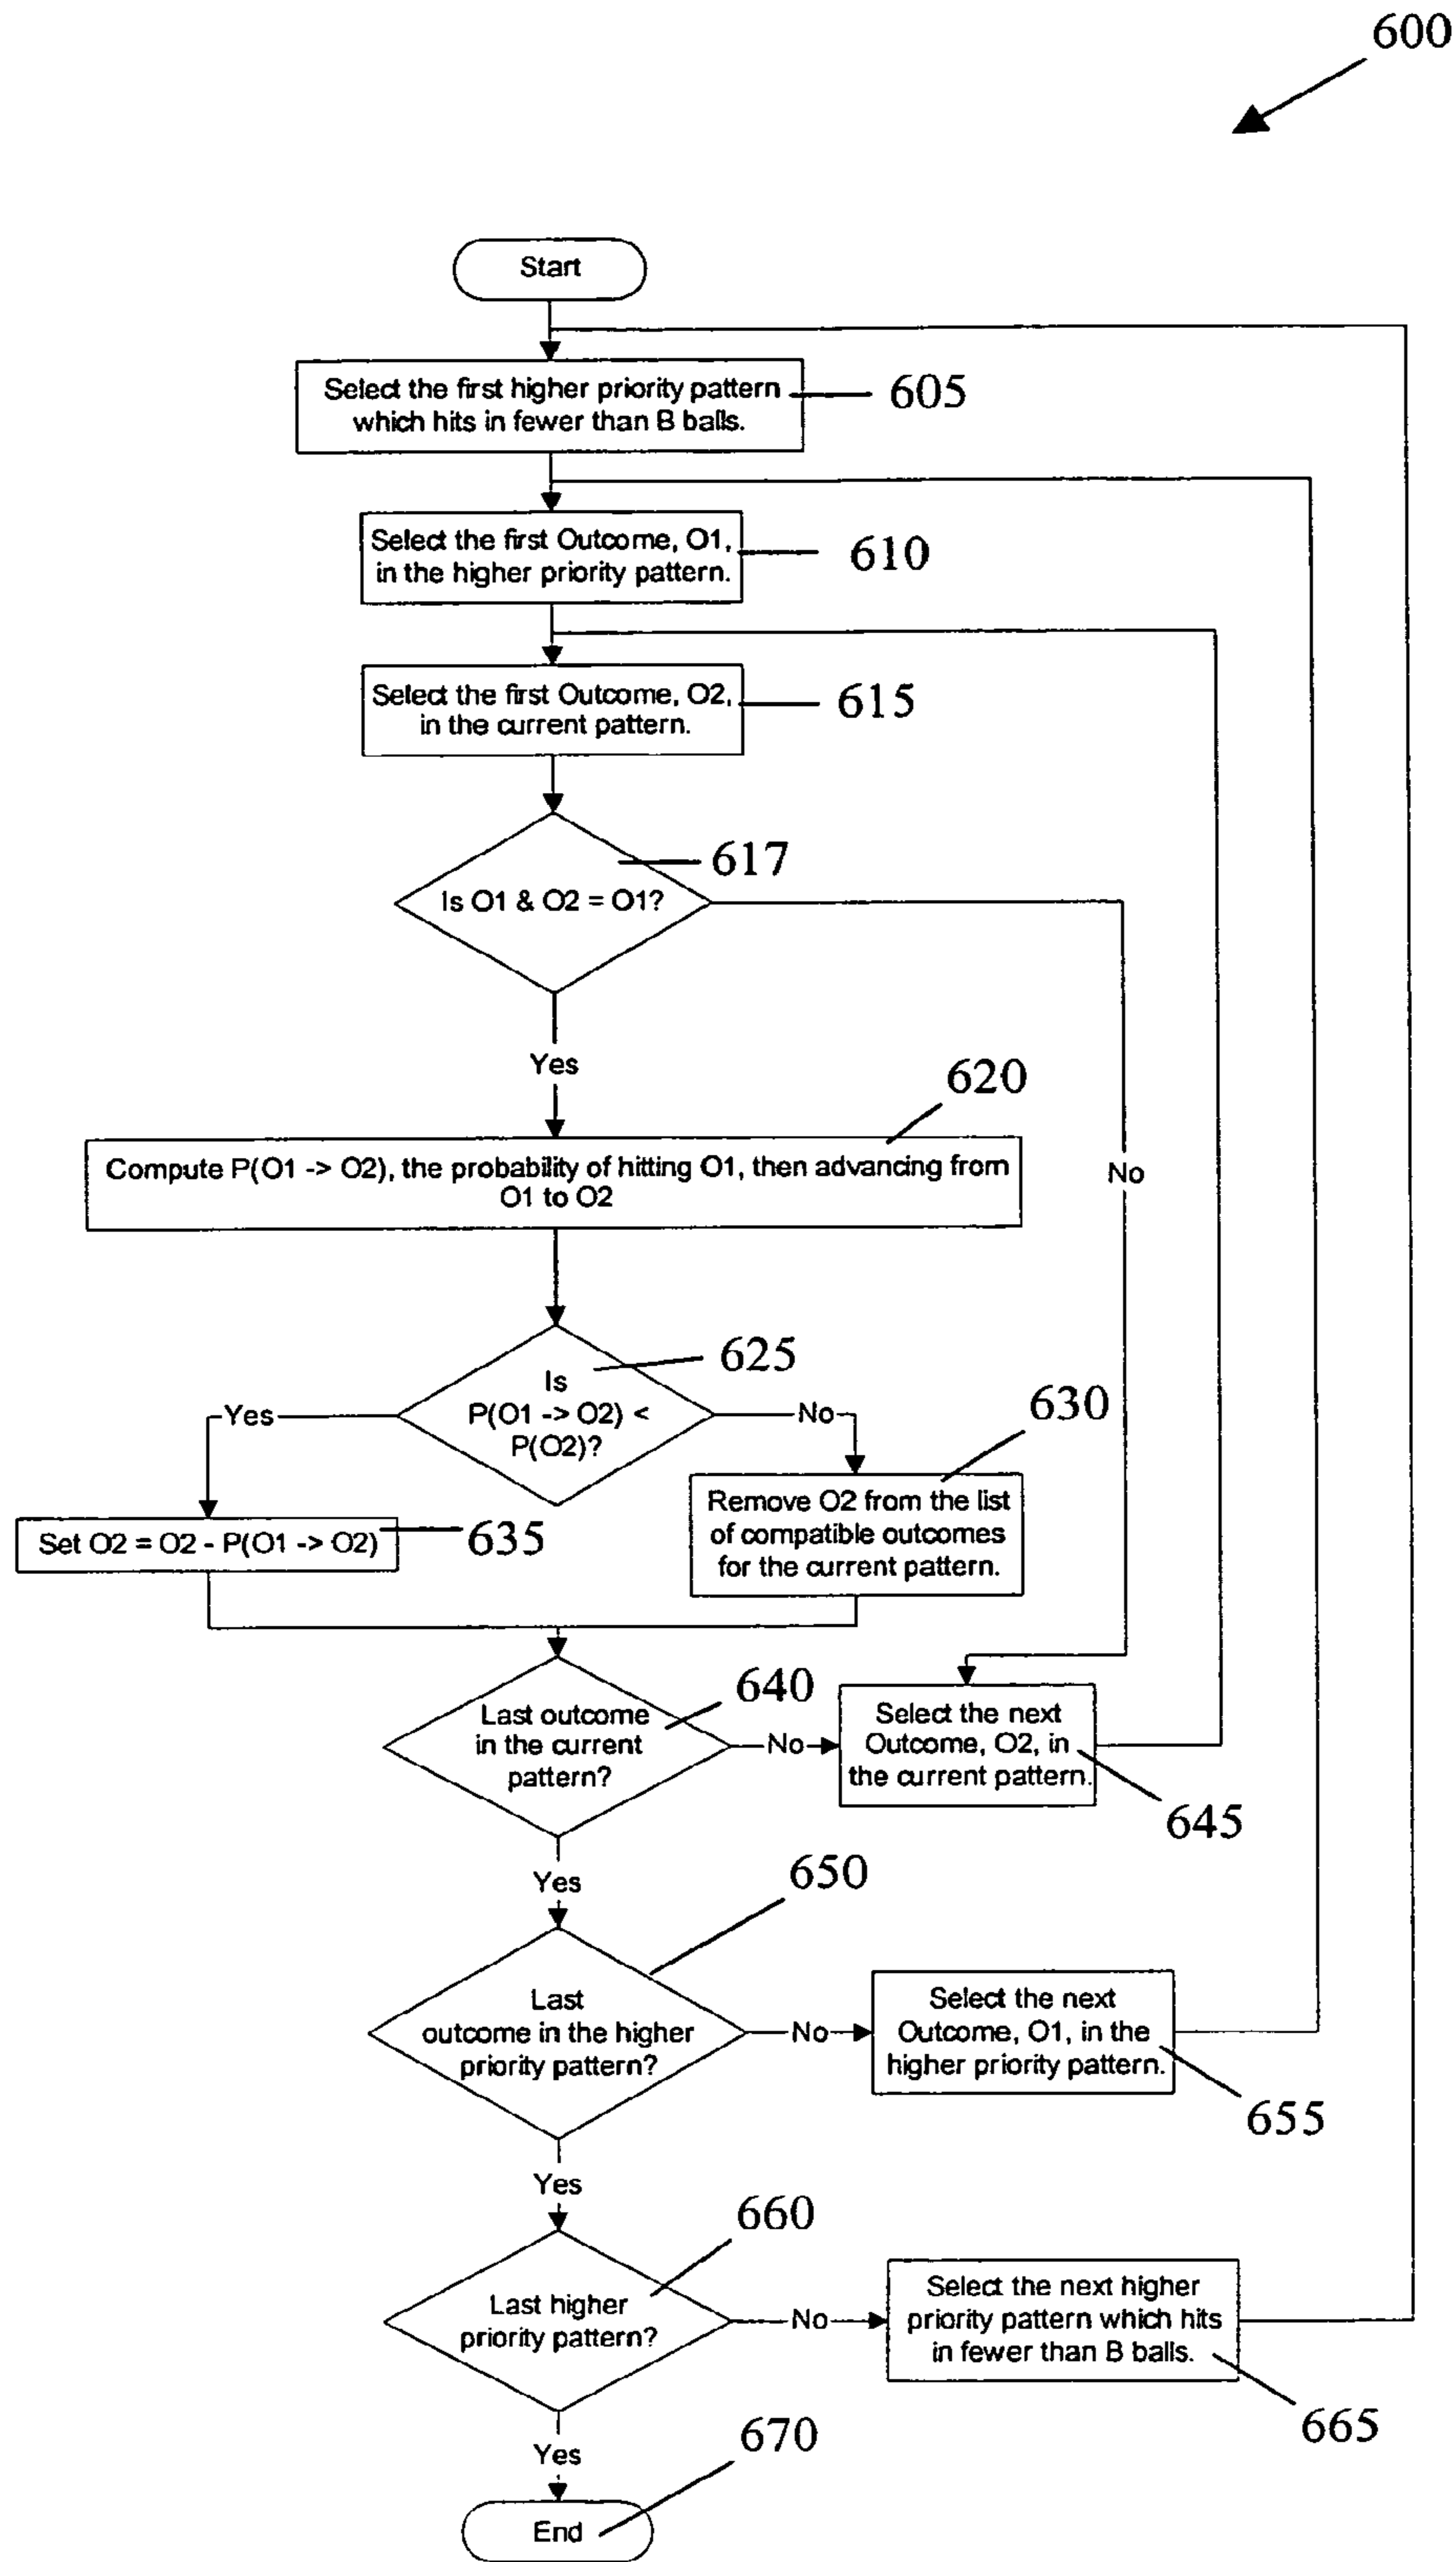 600
Start
Select the first higher priority pattern
which hits in fewer than B balls.
605
Select the first Outcome, O1,
in the higher priority pattern.
610
Select the first Outcome, O2,
in the current pattern.
615
617
Is O1 & O2 = O1?
Yes
No
620
Compute P(O1 -> O2), the probability of hitting O1, then advancing from
O1 to O2
625
Is
P(O1 -> O2) <
P(O2)?
Yes
No
630
Remove O2 from the list
of compatible outcomes
for the current pattern.
Set O2 = O2 - P(O1 -> O2)
635
640
Last outcome
in the current
pattern?
No
Select the next
Outcome, O2, in
the current pattern.
645
Yes
650
Last
outcome in the higher
priority pattern?
No
Select the next
Outcome, O1, in the
higher priority pattern.
655
Yes
660
Last higher
priority pattern?
No
Select the next higher
priority pattern which hits
in fewer than B balls.
665
Yes
670
End